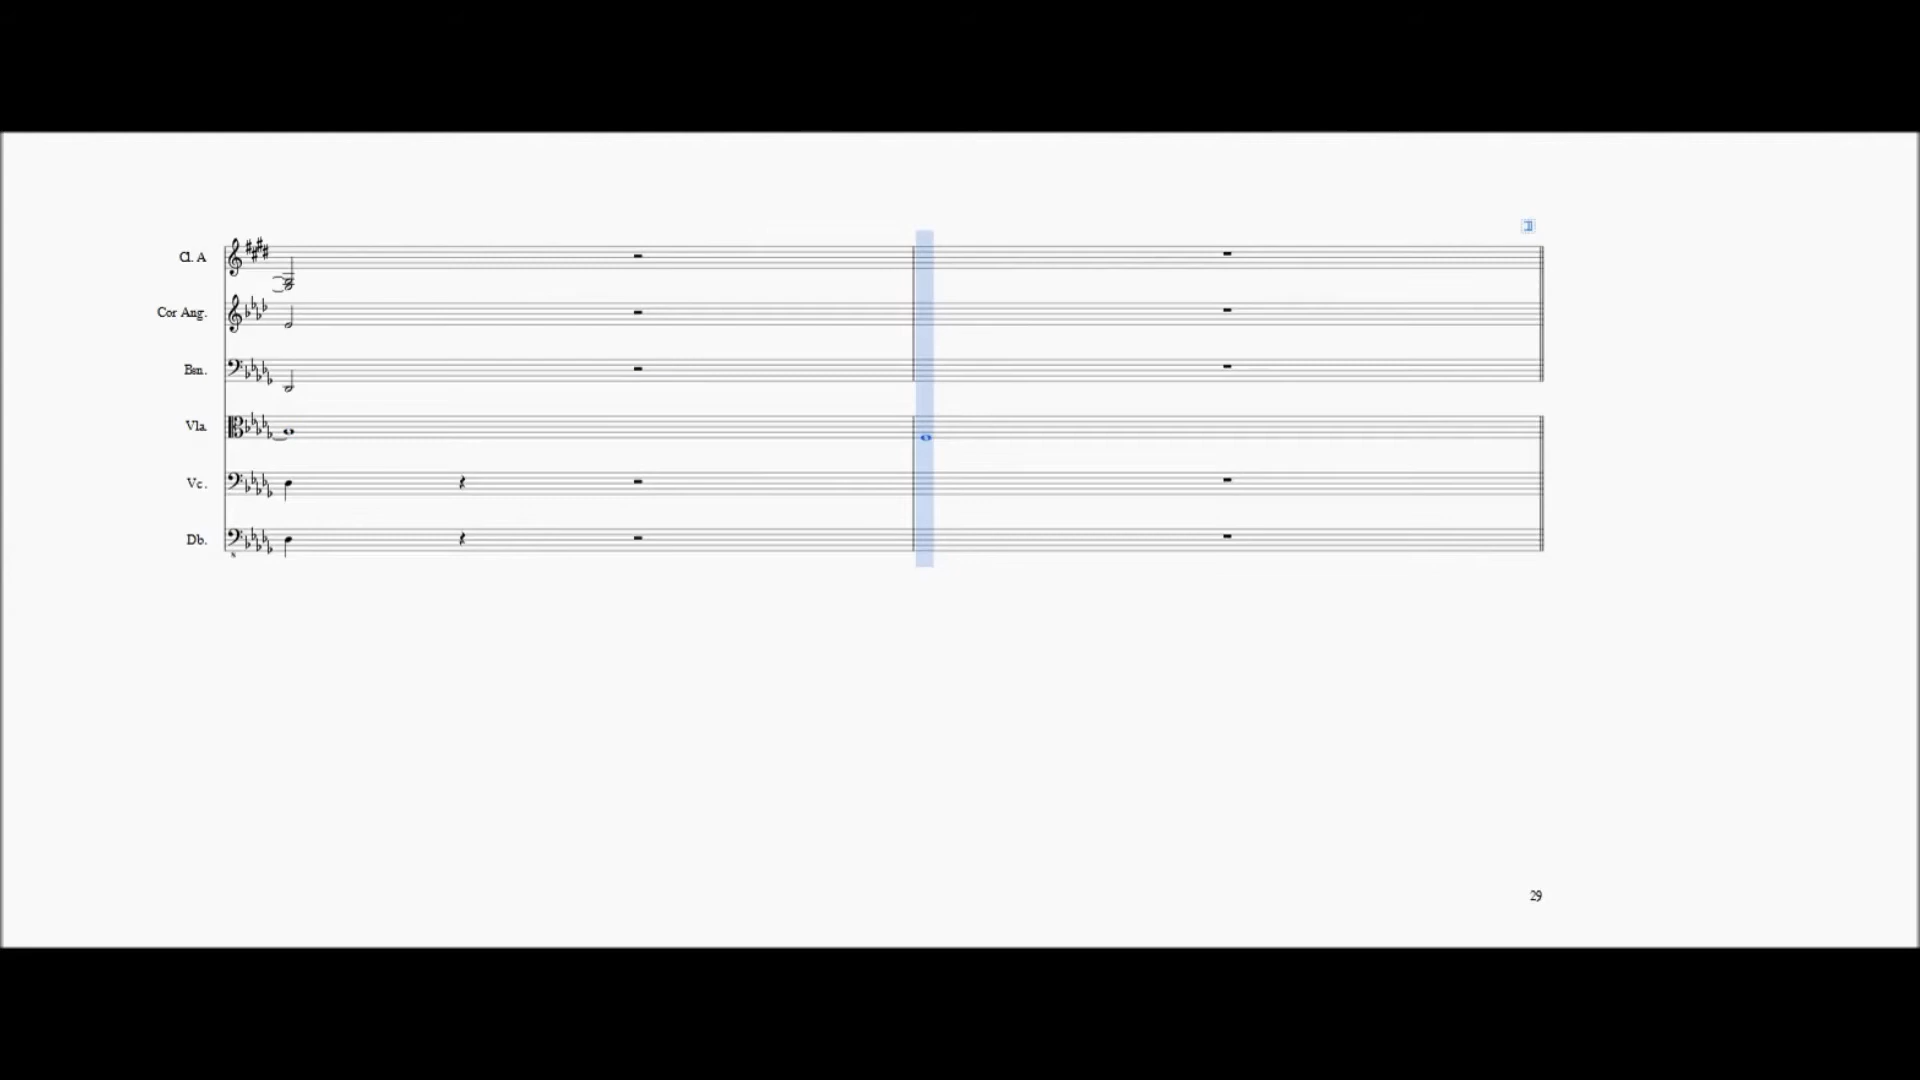 Cl. A
Cor Ang.
Bsn.
Vla.
Vc.
Db.
29